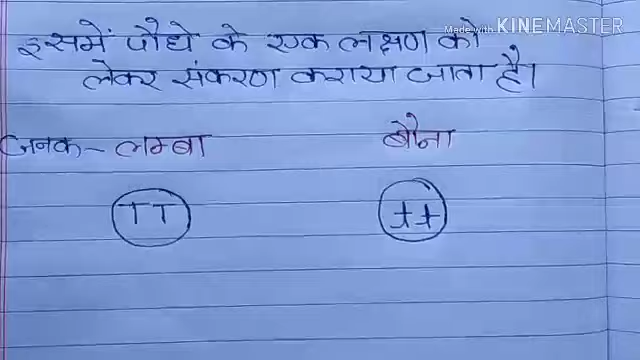 Made with KINEMASTER
इसमें पौधे के एक लक्षण को
लेकर संकरण कराया जाता है।
जनक- लम्बा बौना
TT tt